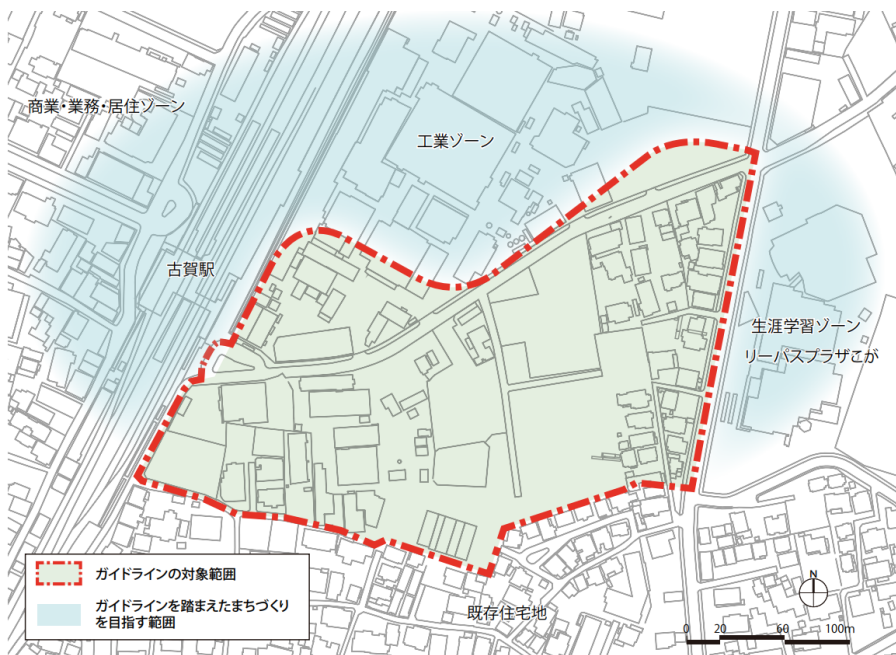 商業・業務・居住ゾーン
工業ゾーン
古賀駅
生涯学習ゾーン
リーパスプラザこが
既存住宅地
ガイドラインの対象範囲
ガイドラインを踏まえたまちづくり
を目指す範囲
N
0 20 60 100m